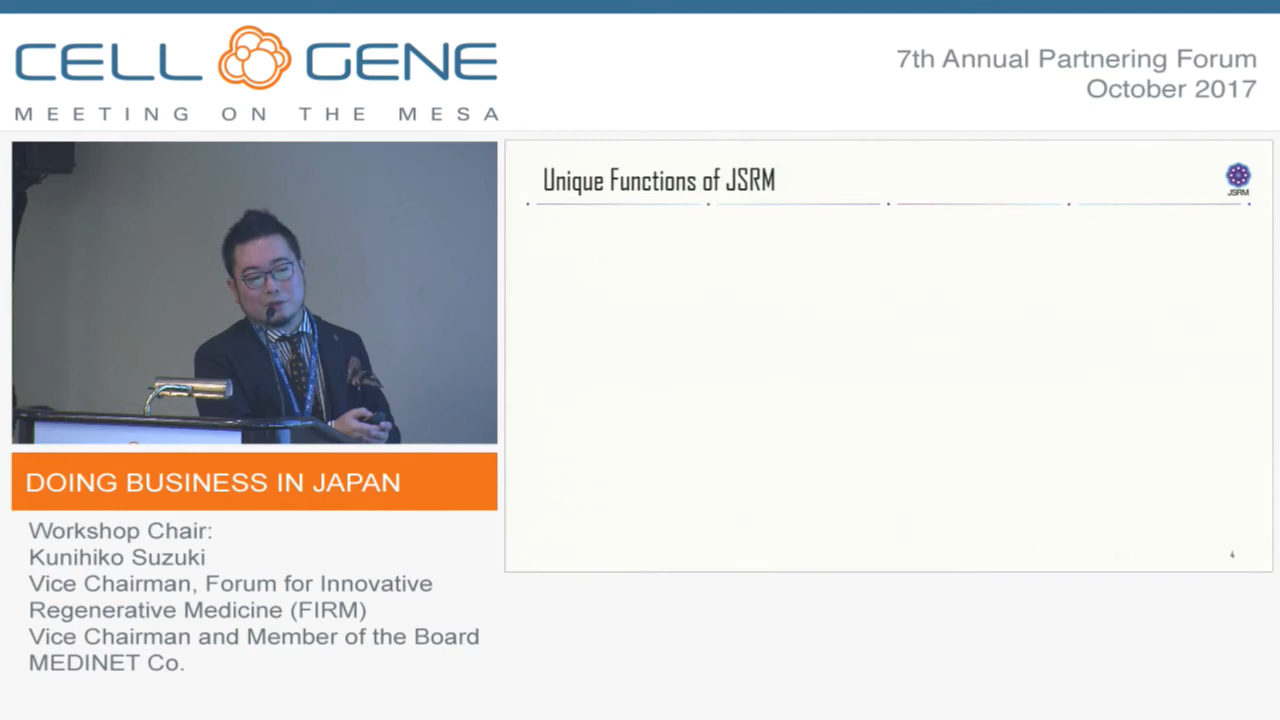 CELL GENE
MEETING ON THE MESA
7th Annual Partnering Forum
October 2017
Unique Functions of JSRM
JSRM
4
DOING BUSINESS IN JAPAN
Workshop Chair:
Kunihiko Suzuki
Vice Chairman, Forum for Innovative
Regenerative Medicine (FIRM)
Vice Chairman and Member of the Board
MEDINET Co.